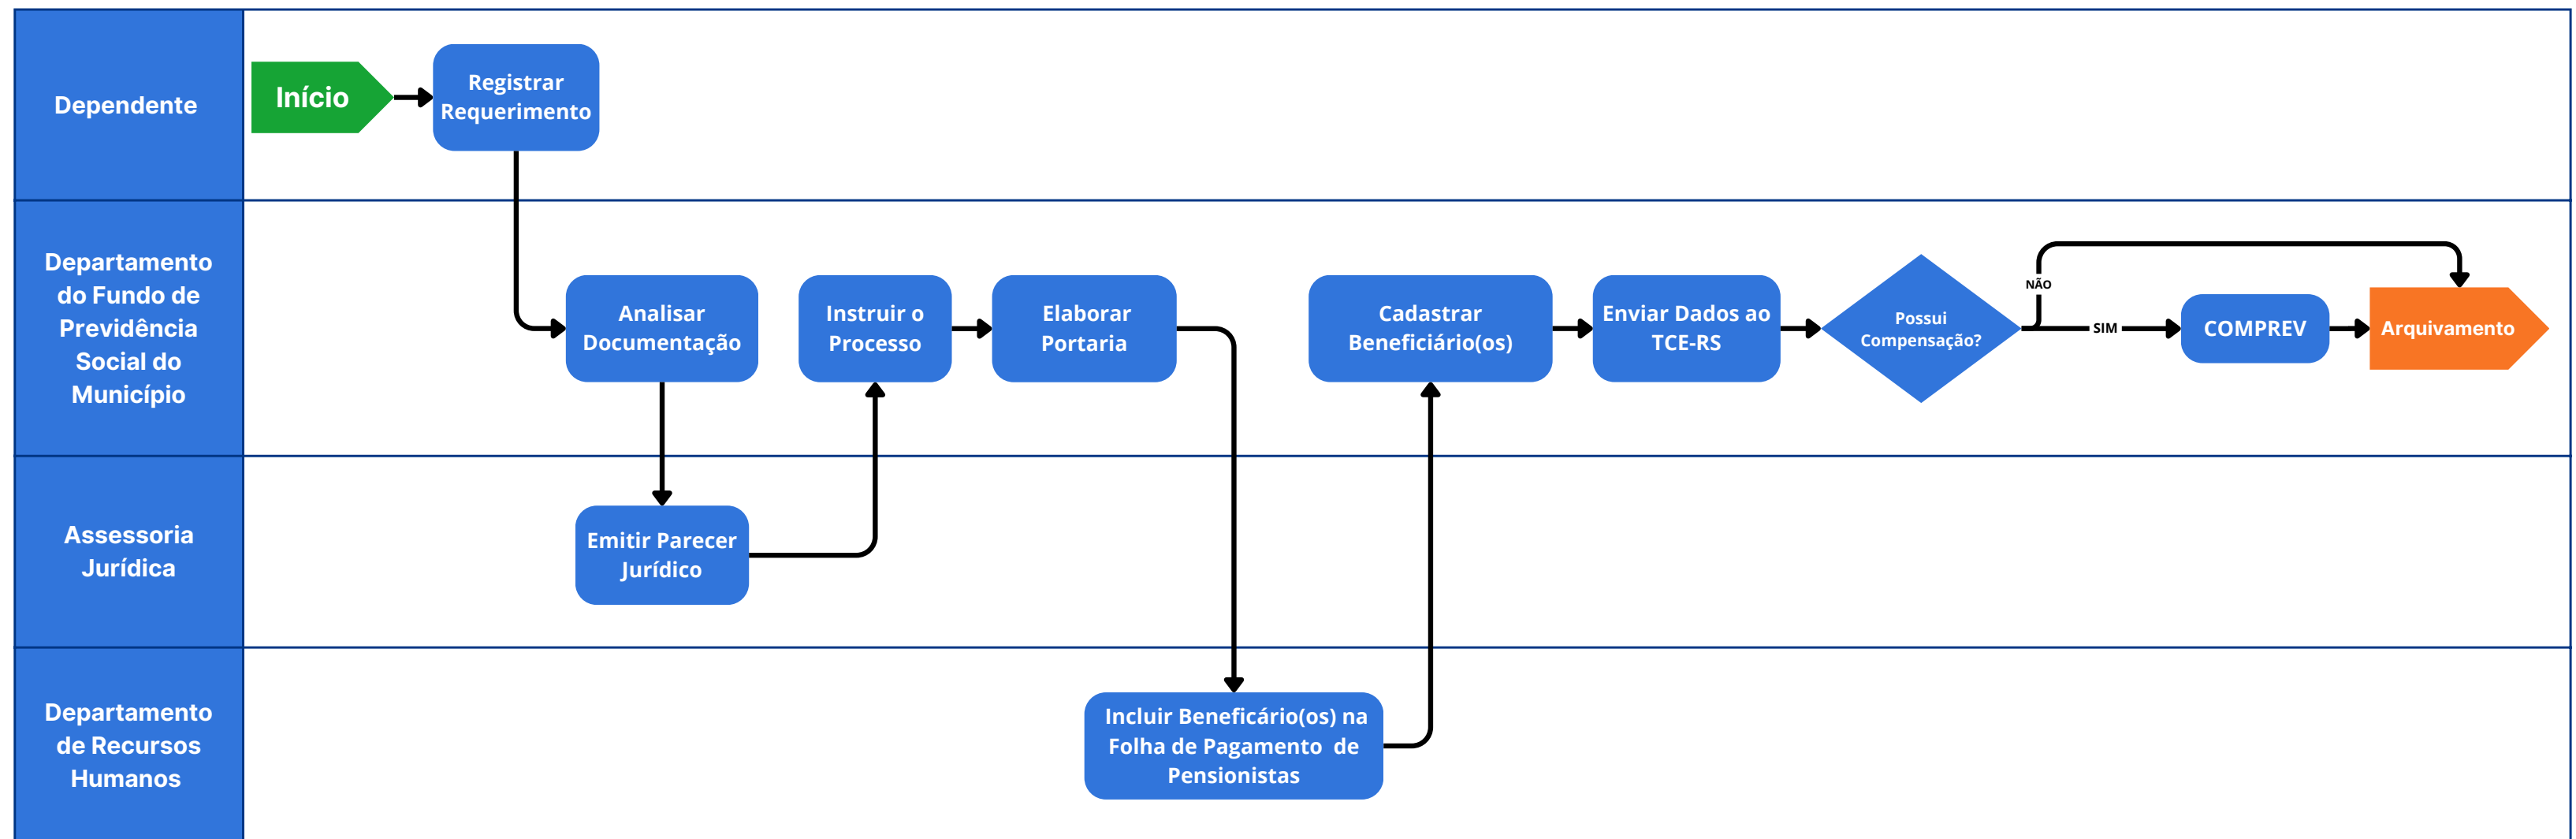 Dependente
Início
Registrar
Requerimento
Departamento
do Fundo de
Previdência
Social do
Município
Analisar
Documentação
Instruir o
Processo
Elaborar
Portaria
Cadastrar
Beneficiário(os)
Enviar Dados ao
TCE-RS
Possui
Compensação?
NÃO
SIM
COMPREV
Arquivamento
Assessoria
Jurídica
Emitir Parecer
Jurídico
Departamento
de Recursos
Humanos
Incluir Beneficário(os) na
Folha de Pagamento de
Pensionistas